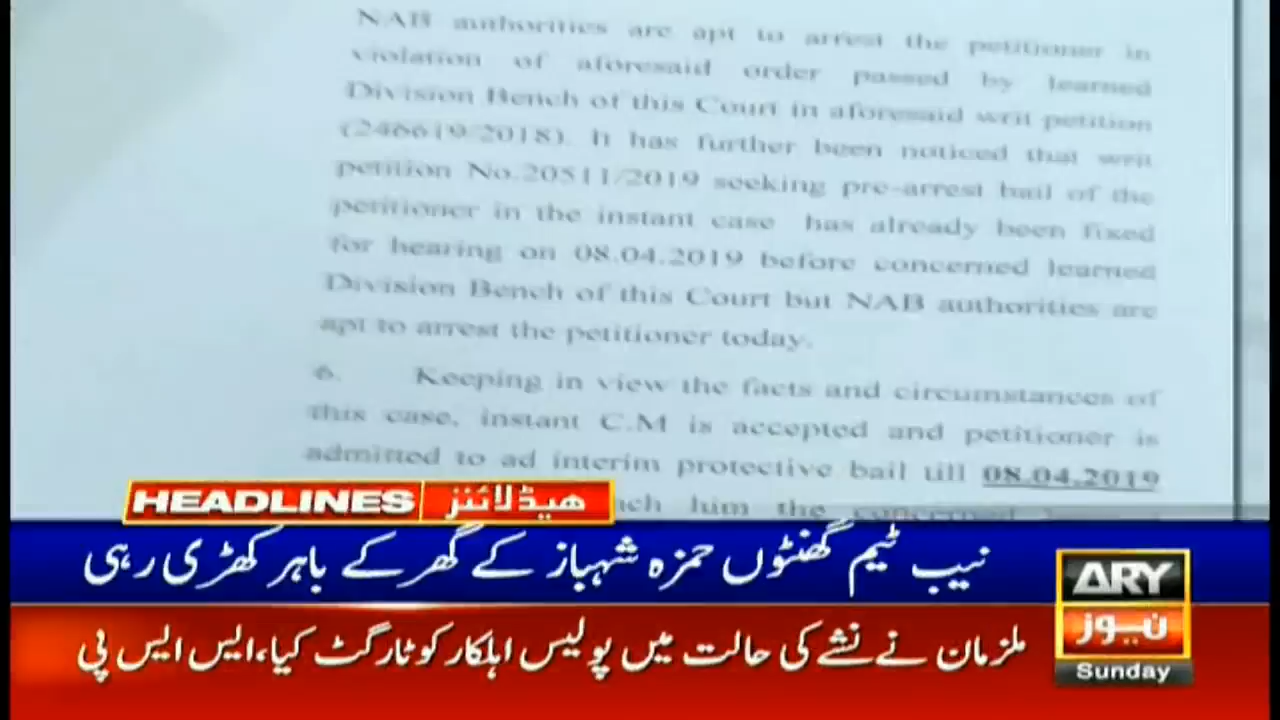 NAB authorities are apt to arrest the petitioner in
violation of aforesaid order passed by learned
Division Bench of this Court in aforesaid writ petition
(246619/2018). It has further been noticed that writ
petition No.20511/2019 seeking pre-arrest bail of the
petitioner in the instant case has already been fixed
for hearing on 08.04.2019 before concerned learned
Division Bench of this Court but NAB authorities are
apt to arrest the petitioner today.
6. Keeping in view the facts and circumstances of
this case, instant C.M is accepted and petitioner is
admitted to ad interim protective bail till 08.04.2019
him the concerned
HEADLINES ہیڈلائنز
نیب ٹیم گھنٹوں حمزہ شہباز کے گھر کے باہر کھڑی رہی
ملزمان نے نشے کی حالت میں پولیس اہلکار کو ٹارگٹ کیا، ایس ایس پی
ARY
نیوز
Sunday